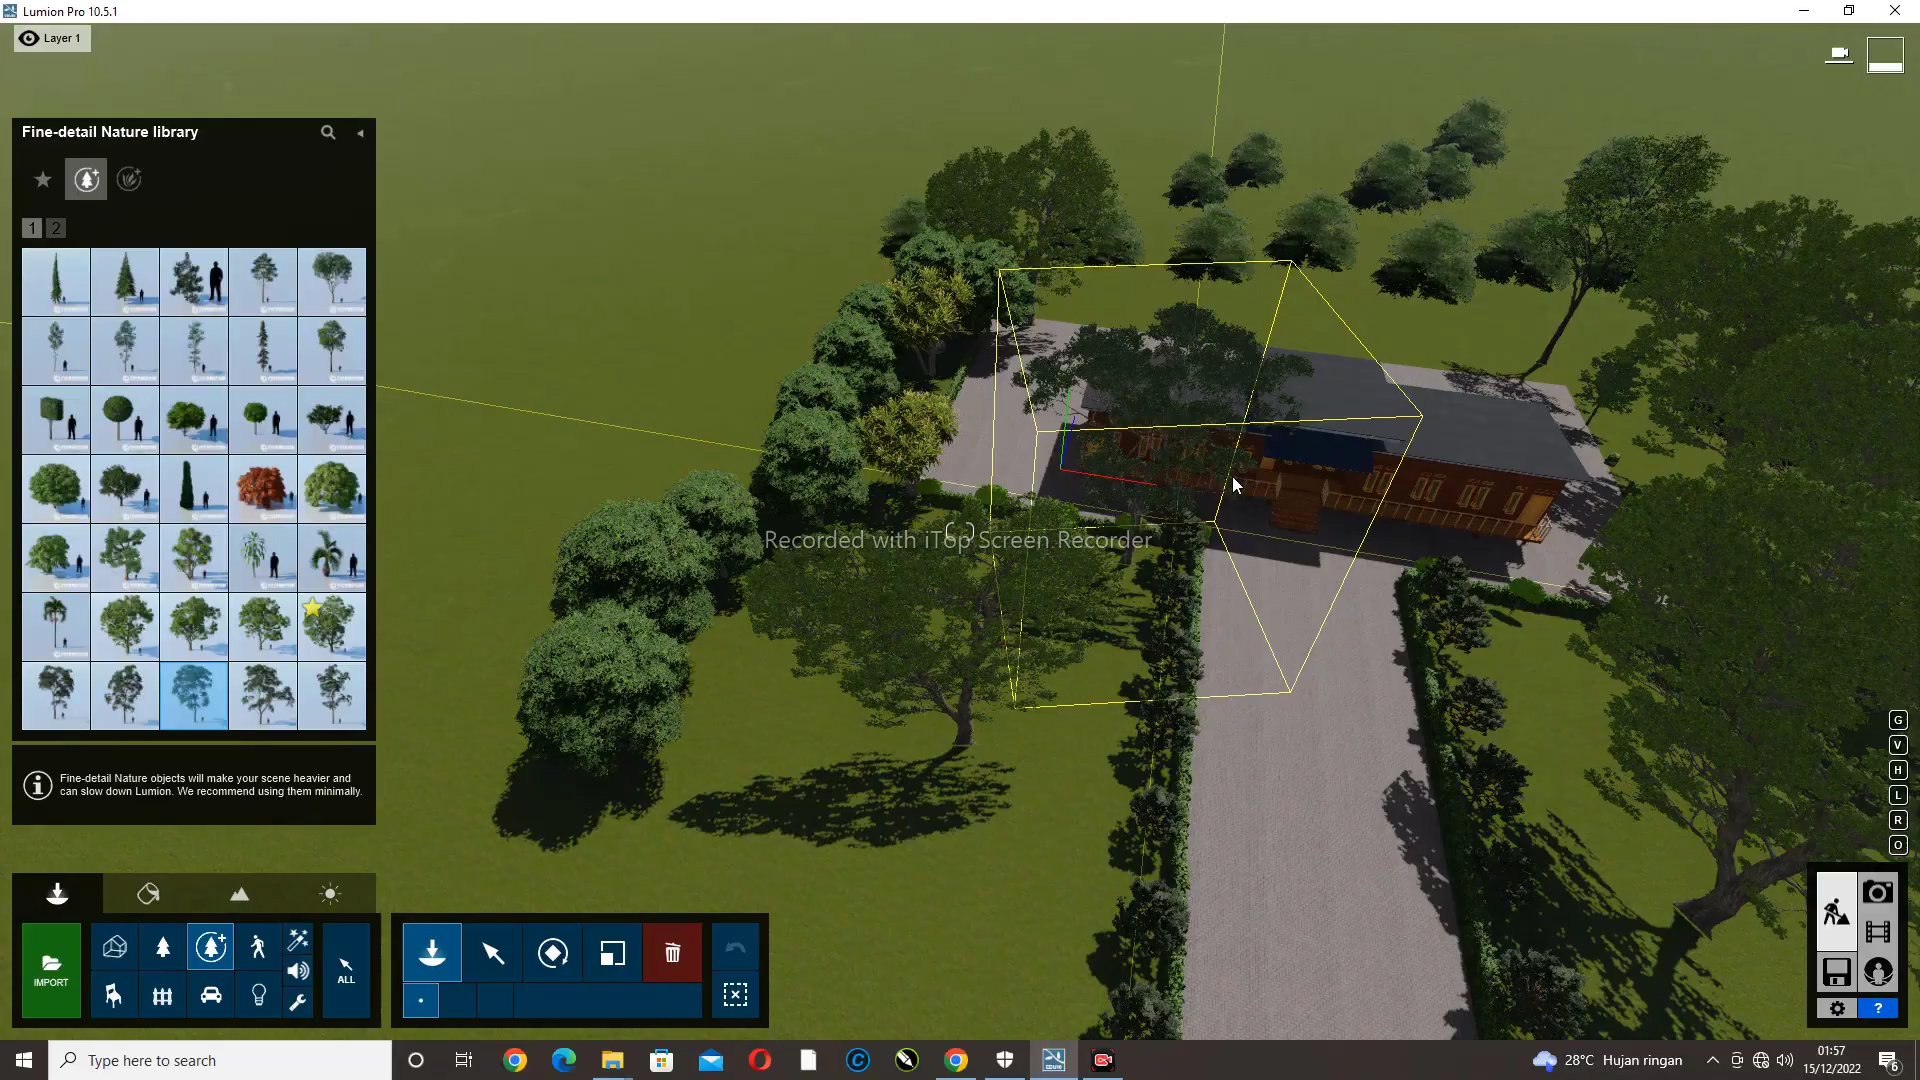 Lumion Pro 10.5.1
Layer 1
Fine-detail Nature library
1 2
Recorded with iTop Screen Recorder
Fine-detail Nature objects will make your scene heavier and
can slow down Lumion. We recommend using them minimally.
G
V
H
L
R
O
IMPORT
ALL
?
Type here to search
28°C Hujan ringan
01:57
15/12/2022
6